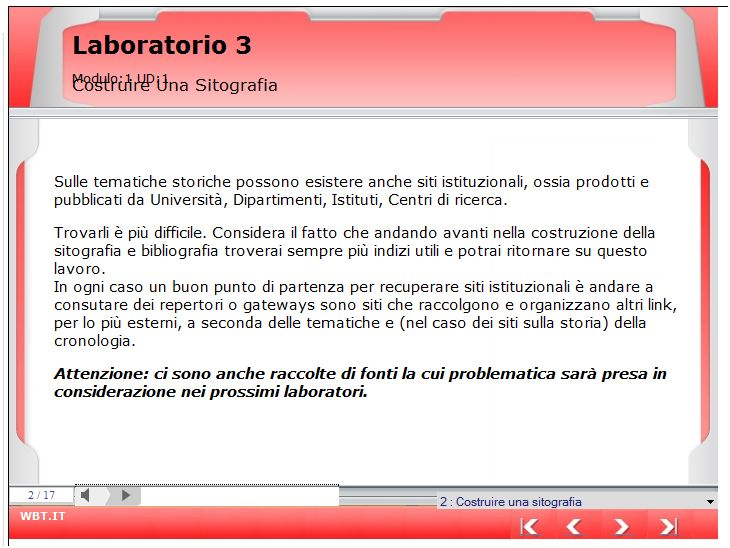 Laboratorio 3
Modulo:1 UD:1
Costruire Una Sitografia
Sulle tematiche storiche possono esistere anche siti istituzionali, ossia prodotti e
pubblicati da Università, Dipartimenti, Istituti, Centri di ricerca.
Trovarli è più difficile. Considera il fatto che andando avanti nella costruzione della
sitografia e bibliografia troverai sempre più indizi utili e potrai ritornare su questo
lavoro.
In ogni caso un buon punto di partenza per recuperare siti istituzionali è andare a
consutare dei repertori o gateways sono siti che raccolgono e organizzano altri link,
per lo più esterni, a seconda delle tematiche e (nel caso dei siti sulla storia) della
cronologia.
Attenzione: ci sono anche raccolte di fonti la cui problematica sarà presa in
considerazione nei prossimi laboratori.
2 / 17
2 : Costruire una sitografia
WBT.IT